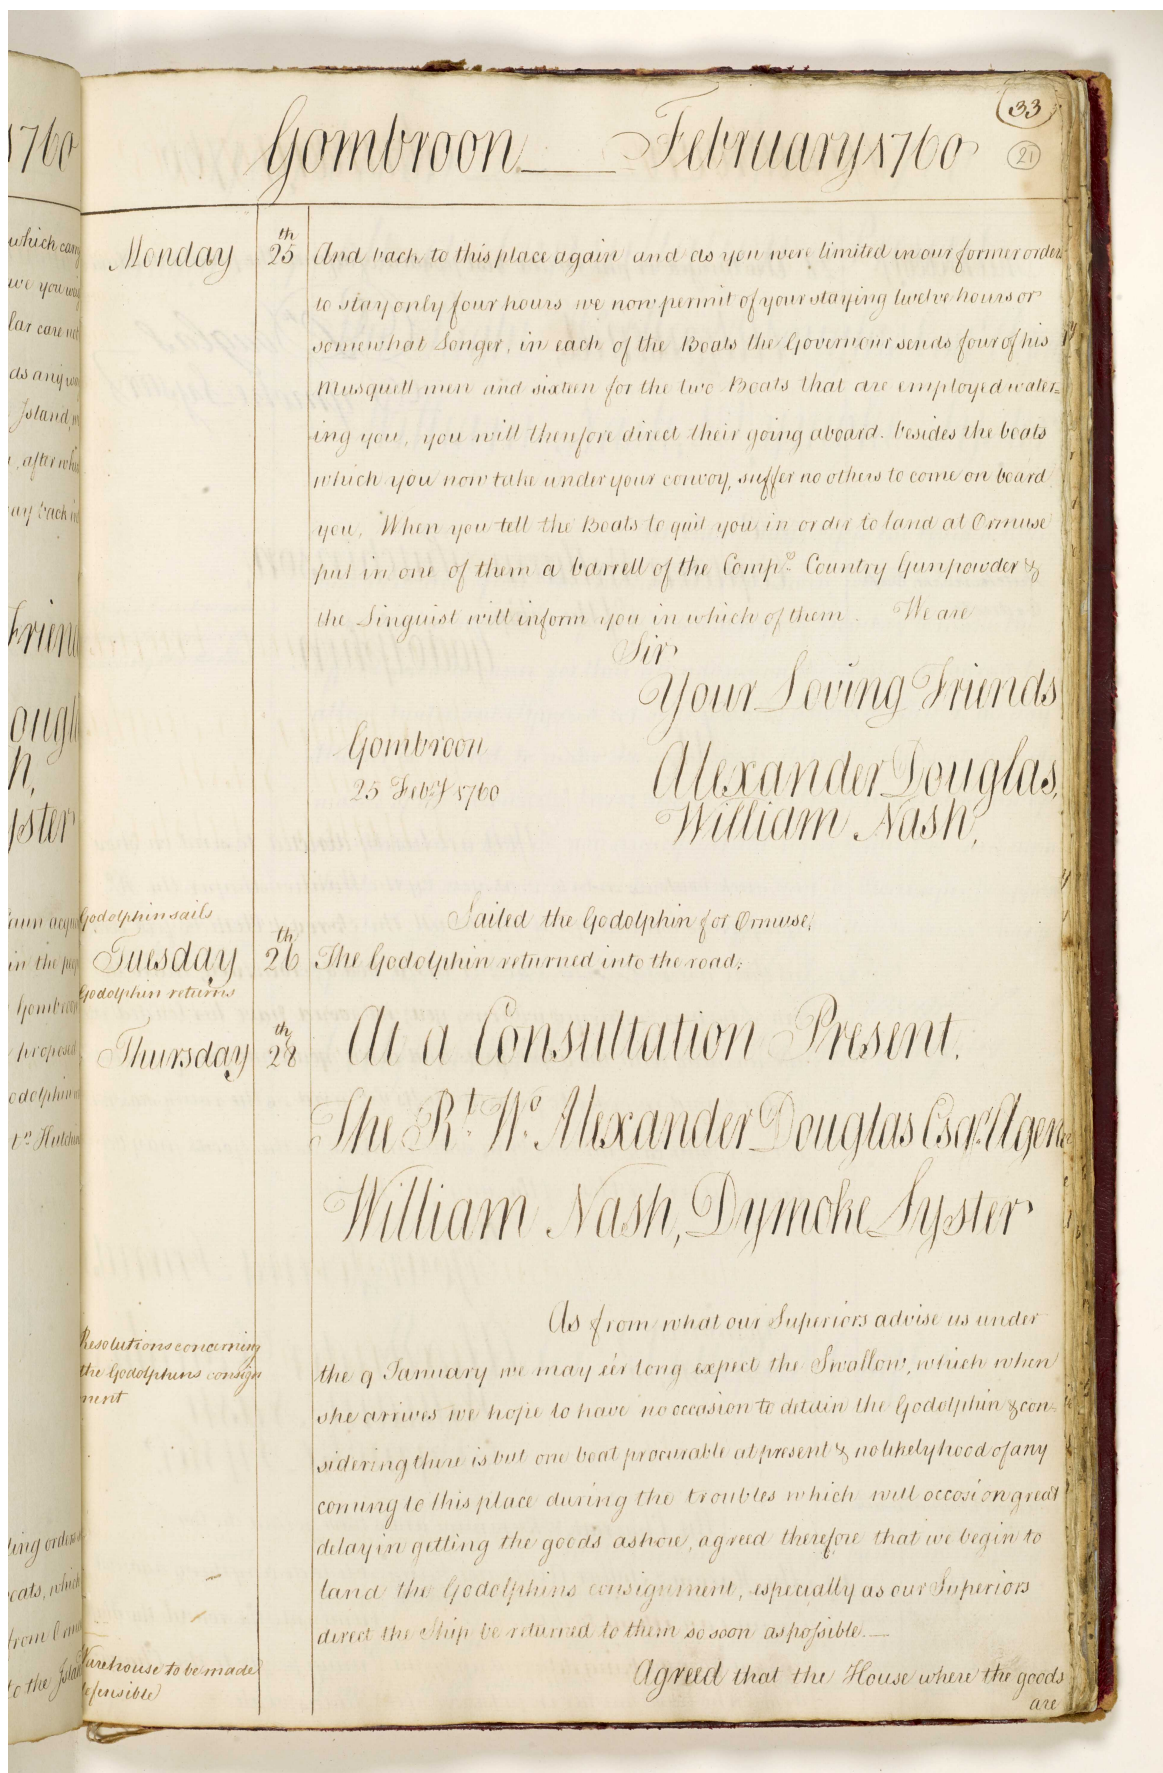 33
Gombroon February 1760
21
Monday 25th And back to this place again and as you were limited in our former orders
to stay only four hours we now permit of your staying twelve hours or
somewhat Longer, in each of the Boats the Governour sends four of his
Musquett men and sixteen for the two Boats that are employed water=
ing you, you will therefore direct their going aboard. besides the boats
which you now take under your convoy, suffer no others to come on board
you, When you tell the Boats to quit you, in order to land at Ormuse
put in one of them a barrell of the Compas. Country Gunpowder &
the Linguist will inform you in which of them. We are
Sir
Your Loving Friends
Gombroon
25 Feb:y 1760
Alexander Douglas,
William Nash,
Godolphin sails
Sailed the Godolphin for Ormuse,
Tuesday 26th The Godolphin returned into the road;
Godolphin returns
Thursday 28th At a Consultation Present.
The Rt. Wo. Alexander Douglas Esqr. Agent
William Nash, Dymoke Lyster
As from what our Superiors advise us under
Resolutions concerning
the Godolphins consign
ment
the 9 January we may e'er long expect the Swallow, which when
she arrives we hope to have no occasion to detain the Godolphin & con=
sidering there is but one boat procurable at present & no likelyhood of any
coming to this place during the troubles which will occasion great
delay in getting the goods ashore, agreed therefore that we begin to
land the Godolphins consignment, especially as our Superiors
direct the Ship be returned to them so soon as possible.
Warehouse to be made
defensible
Agreed that the House where the goods
are